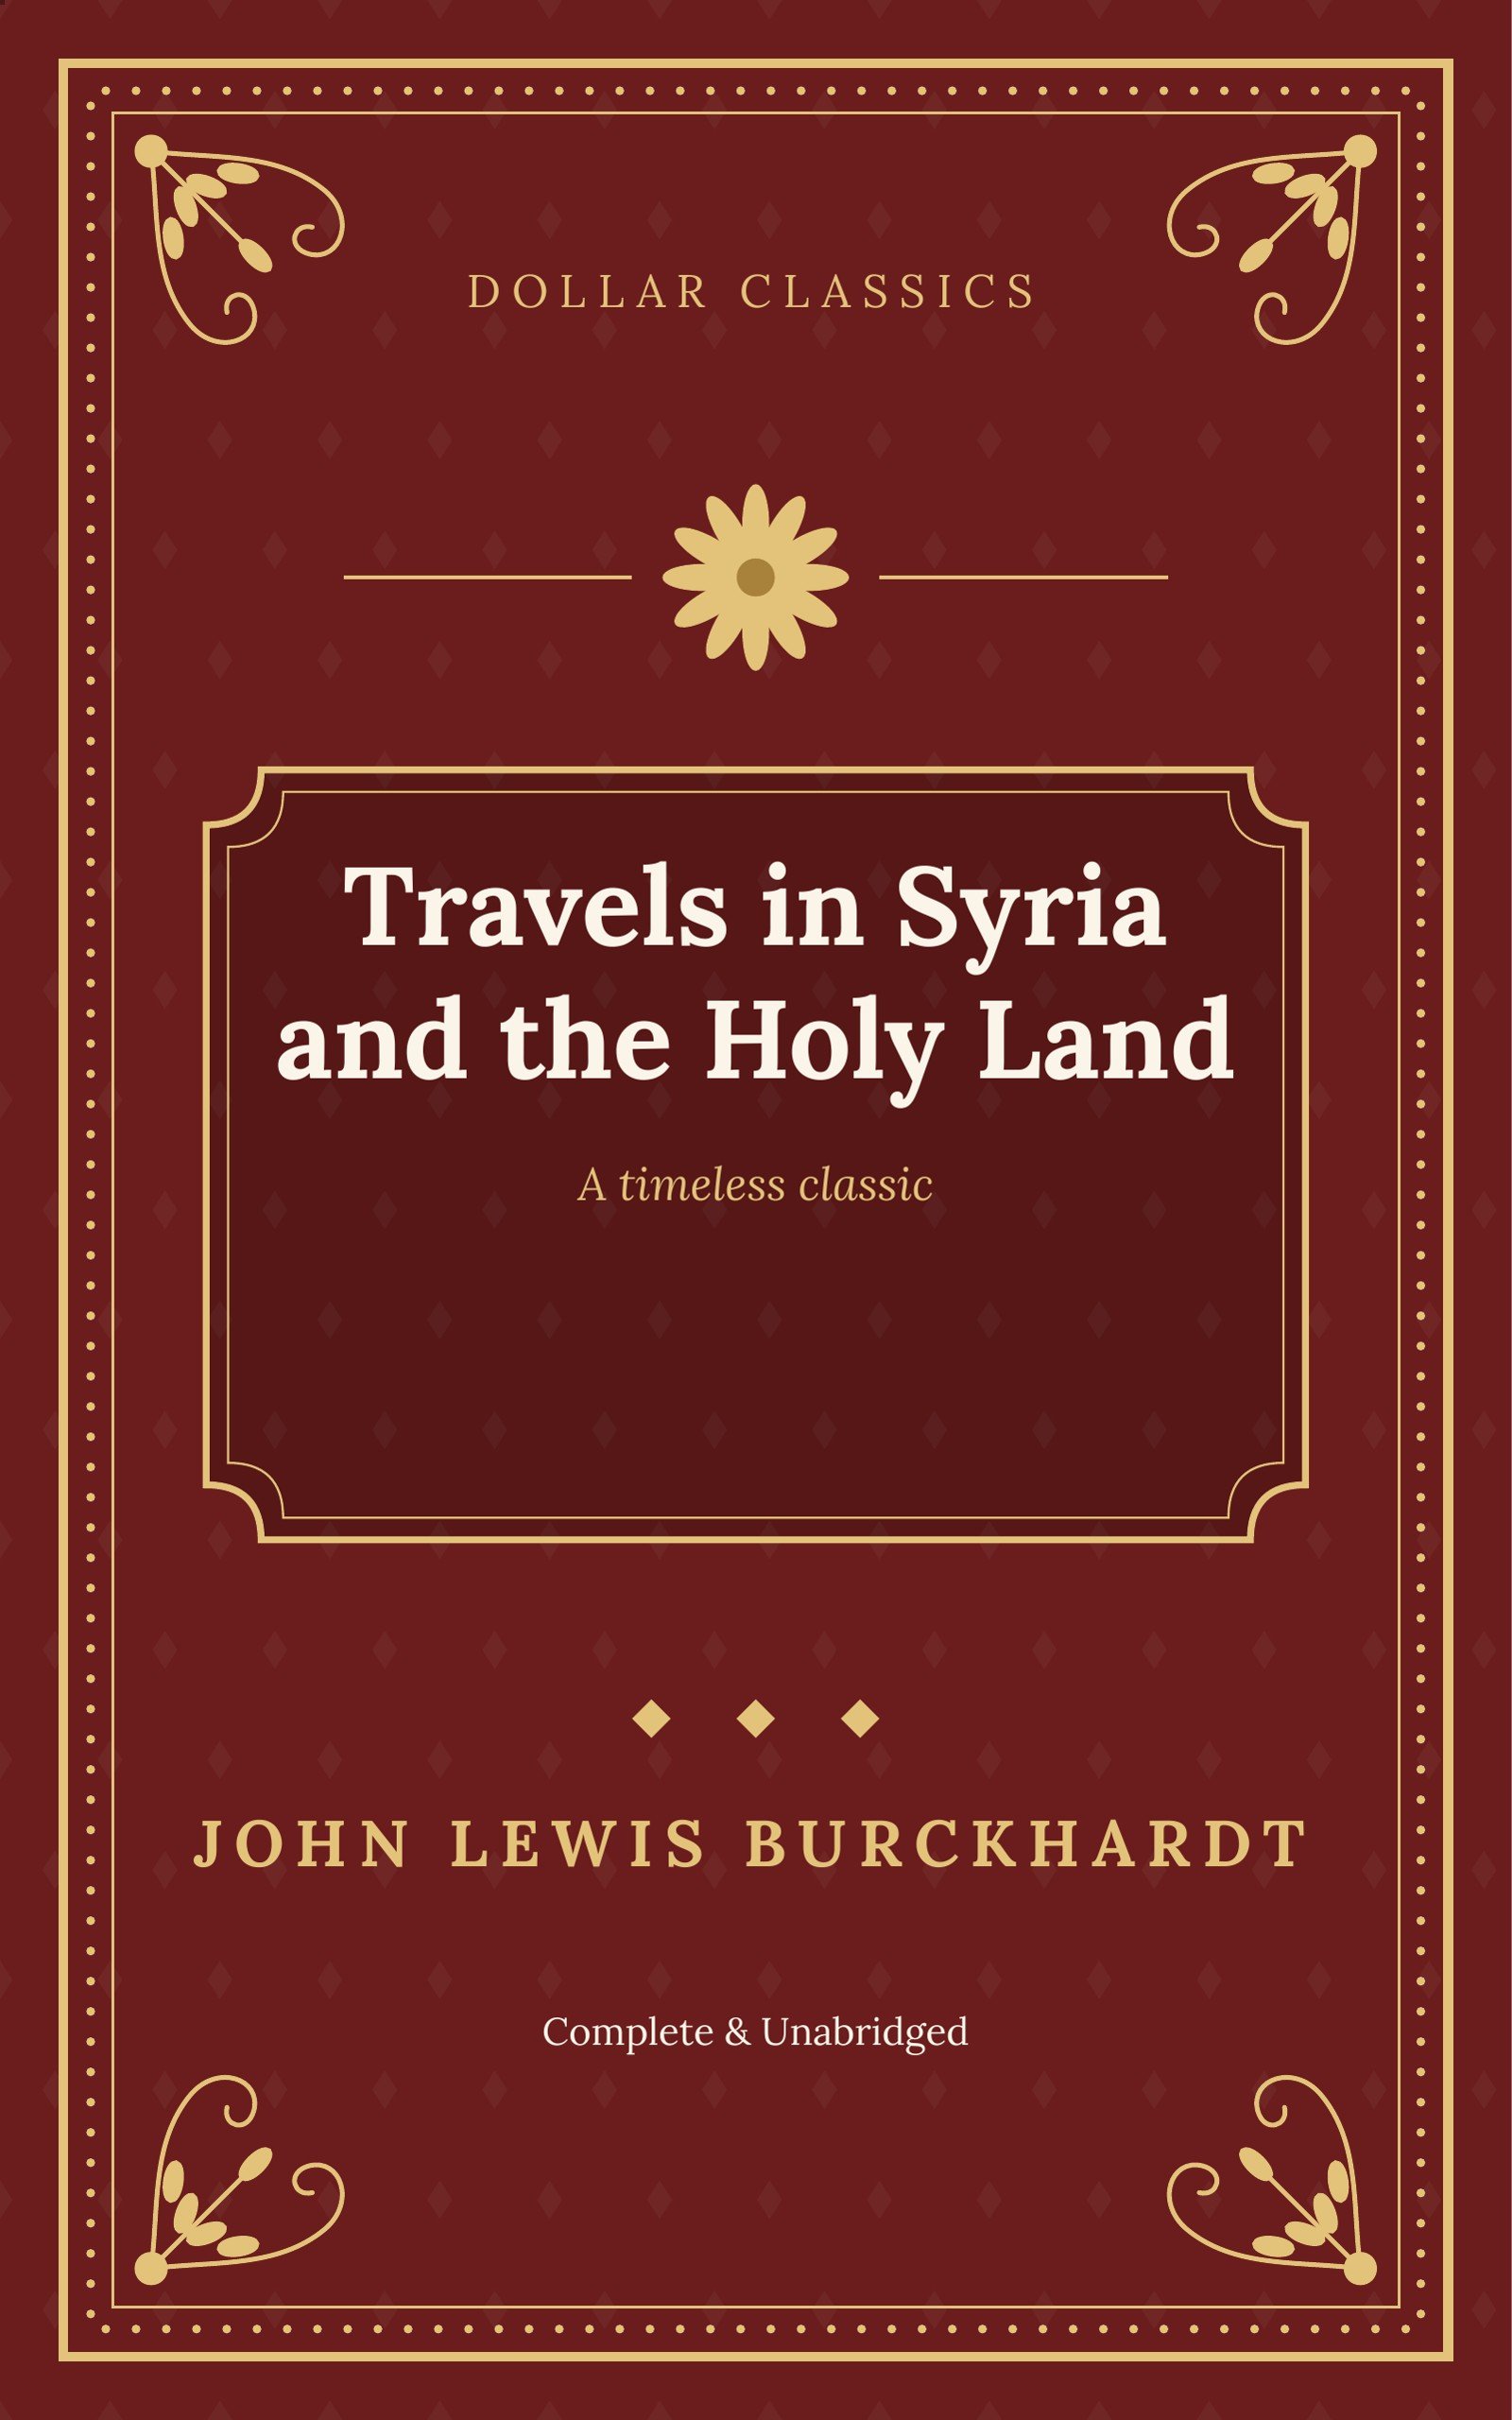 DOLLAR CLASSICS
Travels in Syria
and the Holy Land
A timeless classic
JOHN LEWIS BURCKHARDT
Complete & Unabridged